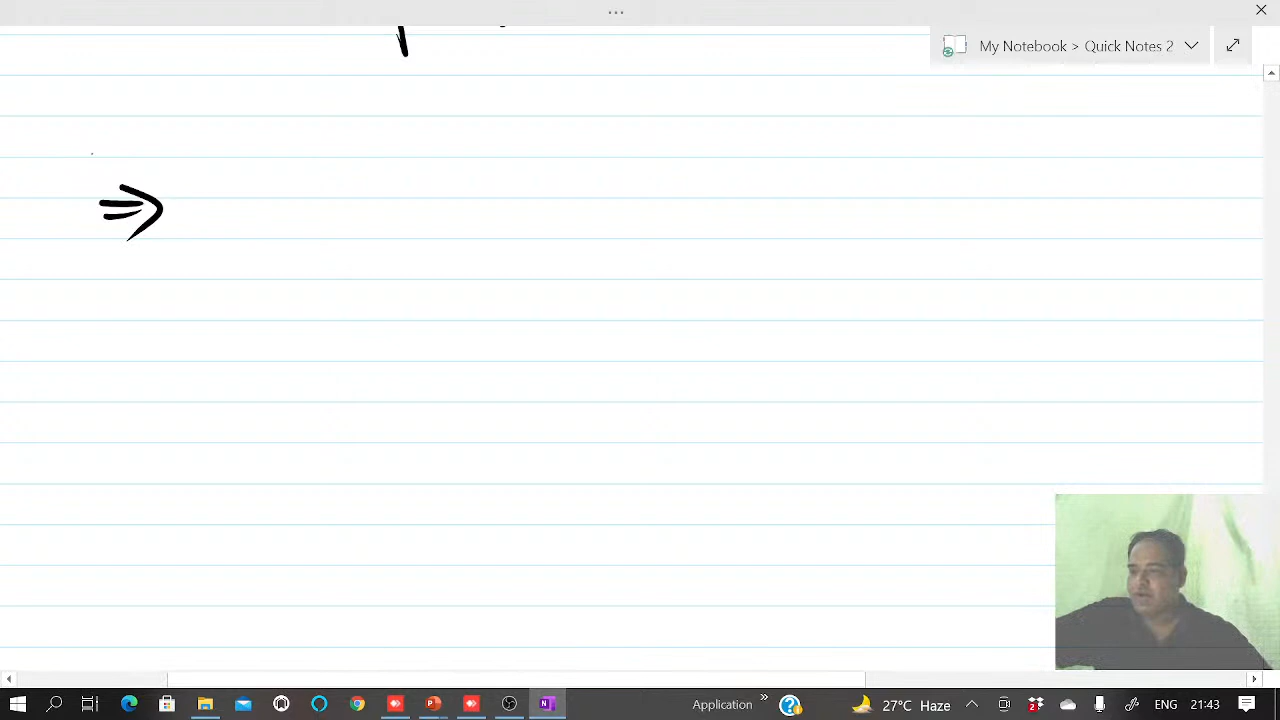 My Notebook > Quick Notes 2
⇒
Application
27°C Haze
ENG
21:43